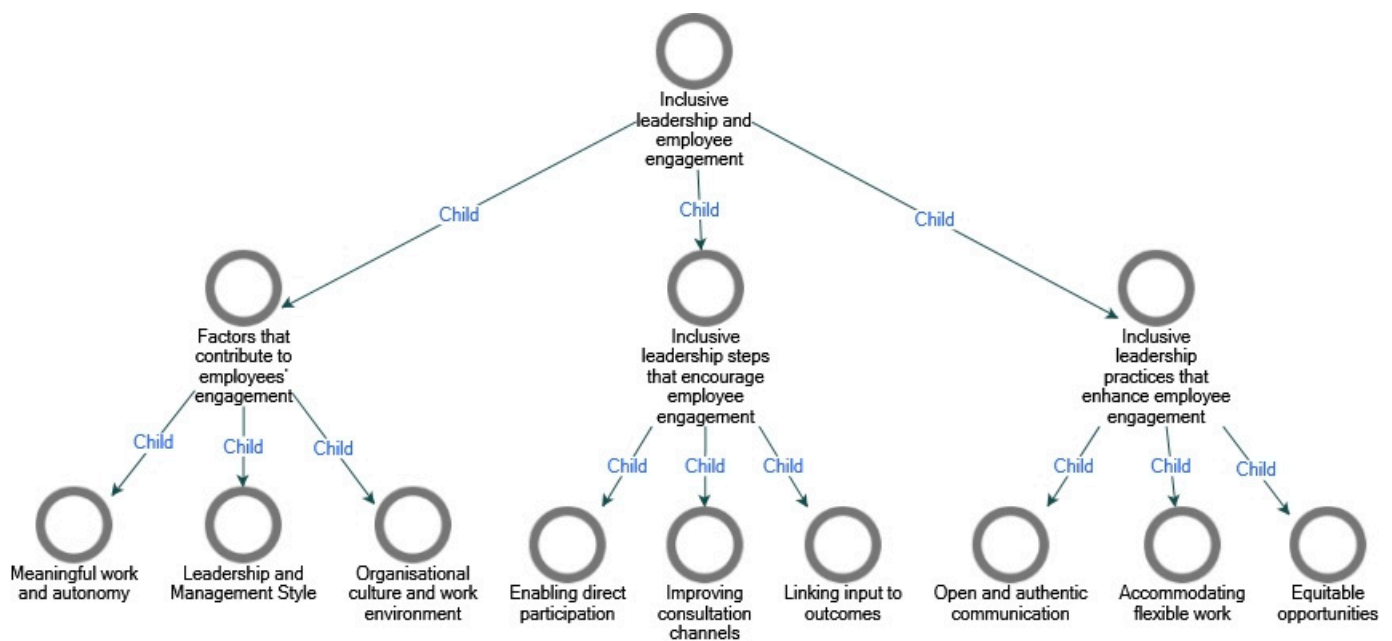 Inclusive
leadership and
employee
engagement
Child
Child
Child
Factors that
contribute to
employees'
engagement
Inclusive
leadership steps
that encourage
employee
engagement
Inclusive
leadership
practices that
enhance employee
engagement
Child
Child
Child
Child
Child
Child
Child
Child
Child
Meaningful work
and autonomy
Leadership and
Management Style
Organisational
culture and work
environment
Enabling direct
participation
Improving
consultation
channels
Linking input to
outcomes
Open and authentic
communication
Accommodating
flexible work
Equitable
opportunities